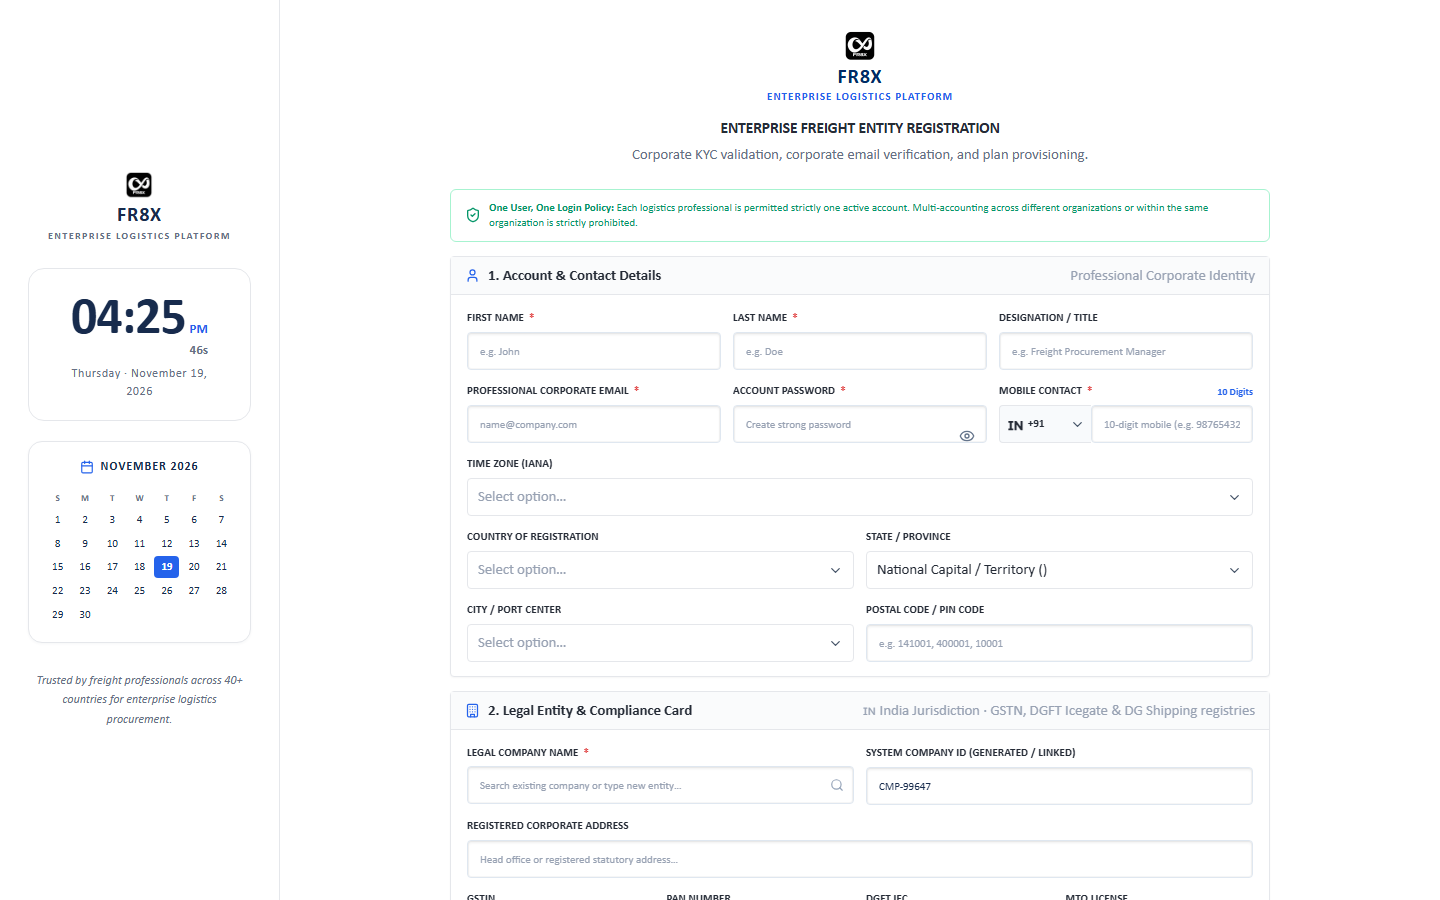 FR8X
ENTERPRISE LOGISTICS PLATFORM
04:25 PM
46s
Thursday · November 19,
2026
NOVEMBER 2026
S M T W T F S
1 2 3 4 5 6 7
8 9 10 11 12 13 14
15 16 17 18 19 20 21
22 23 24 25 26 27 28
29 30
Trusted by freight professionals across 40+
countries for enterprise logistics
procurement.
FR8X
FR8X
ENTERPRISE LOGISTICS PLATFORM
ENTERPRISE FREIGHT ENTITY REGISTRATION
Corporate KYC validation, corporate email verification, and plan provisioning.
One User, One Login Policy: Each logistics professional is permitted strictly one active account. Multi-accounting across different organizations or within the same
organization is strictly prohibited.
1. Account & Contact Details Professional Corporate Identity
FIRST NAME * LAST NAME * DESIGNATION / TITLE
e.g. John e.g. Doe e.g. Freight Procurement Manager
PROFESSIONAL CORPORATE EMAIL * ACCOUNT PASSWORD * MOBILE CONTACT * 10 Digits
name@company.com Create strong password IN +91 10-digit mobile (e.g. 98765432
TIME ZONE (IANA)
Select option...
COUNTRY OF REGISTRATION STATE / PROVINCE
Select option... National Capital / Territory ()
CITY / PORT CENTER POSTAL CODE / PIN CODE
Select option... e.g. 141001, 400001, 10001
2. Legal Entity & Compliance Card IN India Jurisdiction · GSTN, DGFT Icegate & DG Shipping registries
LEGAL COMPANY NAME * SYSTEM COMPANY ID (GENERATED / LINKED)
Search existing company or type new entity... CMP-99647
REGISTERED CORPORATE ADDRESS
Head office or registered statutory address...
GSTIN PAN NUMBER DGFT IEC MTO LICENSE